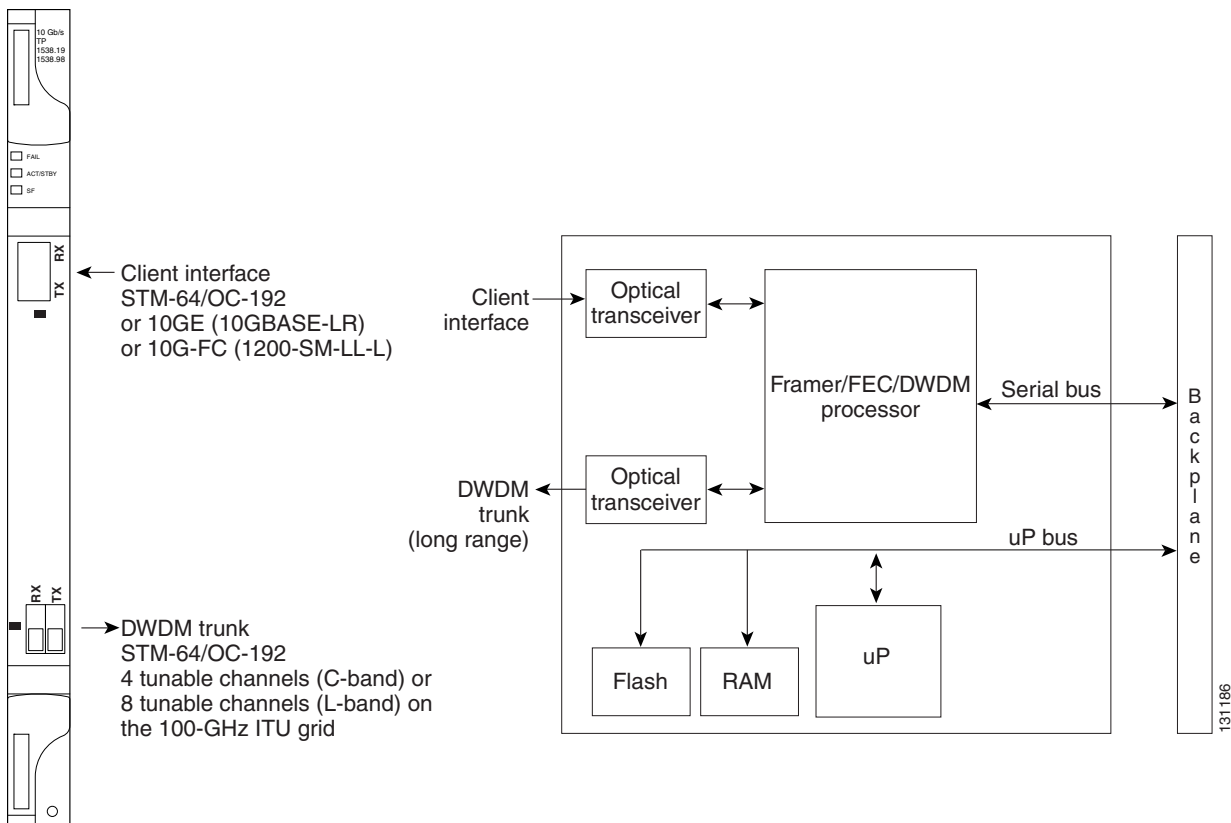 10 Gb/s
TP
1538.19
1538.98
FAIL
ACT/STBY
SF
RX
TX
Client interface
STM-64/OC-192
or 10GE (10GBASE-LR)
or 10G-FC (1200-SM-LL-L)
RX
TX
DWDM trunk
STM-64/OC-192
4 tunable channels (C-band) or
8 tunable channels (L-band) on
the 100-GHz ITU grid
Client
interface
Optical
transceiver
Framer/FEC/DWDM
processor
Serial bus
DWDM
trunk
(long range)
Optical
transceiver
uP bus
Flash
RAM
uP
Backplane
131186